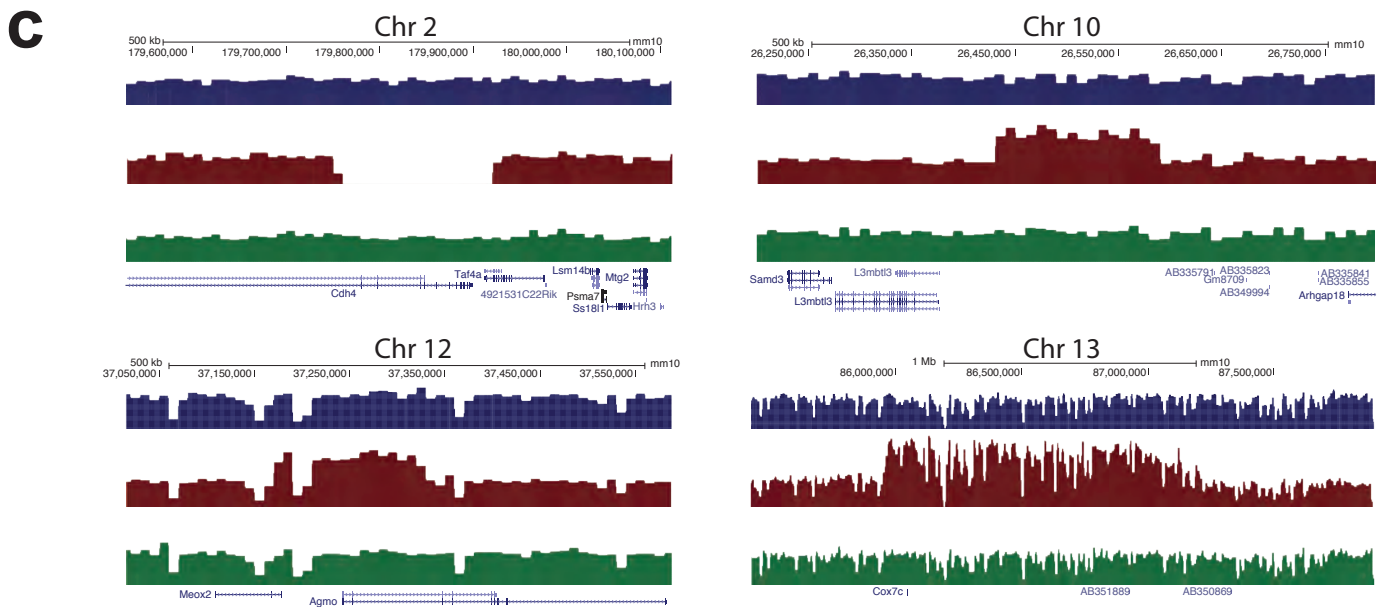 C
Chr 2
500 kb mm10
179,600,000 179,700,000 179,800,000 179,900,000 180,000,000 180,100,000
Taf4a Lsm14b Mtg2
Cdh4 4921531C22Rik Psma7
Ss18l1 Hrh3
Chr 10
500 kb mm10
26,250,000 26,350,000 26,450,000 26,550,000 26,650,000 26,750,000
Samd3 L3mbtl3 AB335791 AB335823 AB335841
Gm8709 AB335855
L3mbtl3 AB349994 Arhgap18
Chr 12
500 kb mm10
37,050,000 37,150,000 37,250,000 37,350,000 37,450,000 37,550,000
Meox2
Agmo
Chr 13
1 Mb mm10
86,000,000 86,500,000 87,000,000 87,500,000
Cox7c AB351889 AB350869